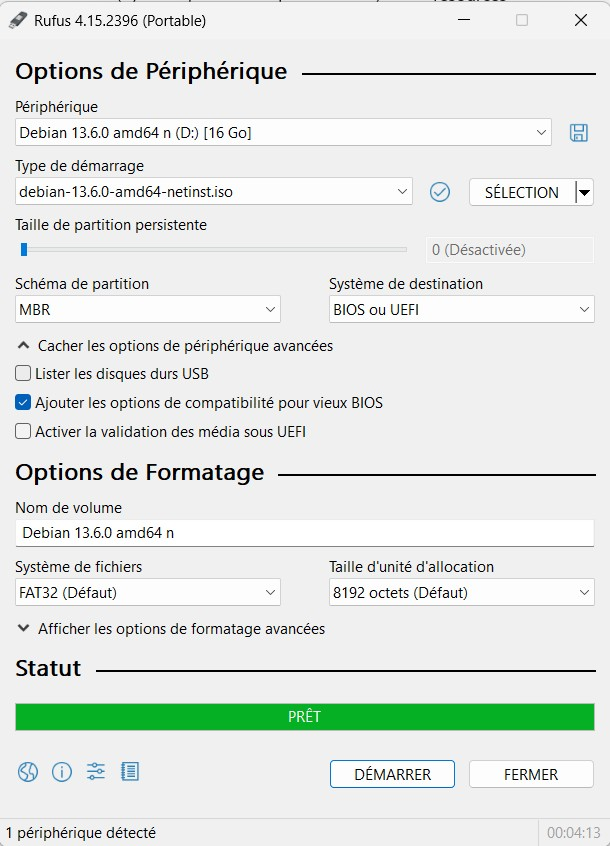 Rufus 4.15.2396 (Portable)
Options de Périphérique
Périphérique
Debian 13.6.0 amd64 n (D:) [16 Go]
Type de démarrage
debian-13.6.0-amd64-netinst.iso
SÉLECTION
Taille de partition persistente
0 (Désactivée)
Schéma de partition
Système de destination
MBR
BIOS ou UEFI
Cacher les options de périphérique avancées
Lister les disques durs USB
Ajouter les options de compatibilité pour vieux BIOS
Activer la validation des média sous UEFI
Options de Formatage
Nom de volume
Debian 13.6.0 amd64 n
Système de fichiers
Taille d'unité d'allocation
FAT32 (Défaut)
8192 octets (Défaut)
Afficher les options de formatage avancées
Statut
PRÊT
DÉMARRER
FERMER
1 périphérique détecté
00:04:13